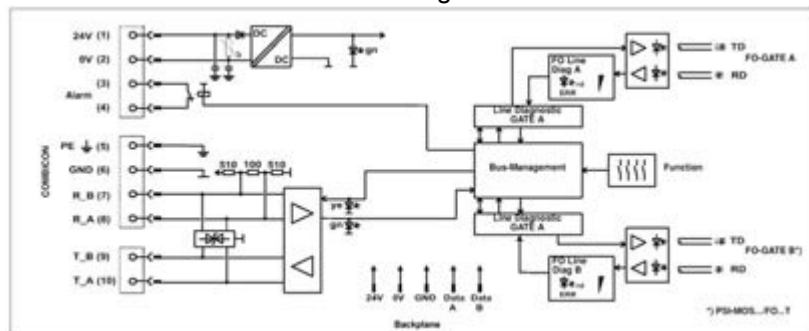 24V (1)
0V (2)
(3)
Alarm
(4)
COMBICON
PE (5)
GND (6)
R_B (7)
R_A (8)
T_B (9)
T_A (10)
DC
DC
gn
510 100 510
ye
gn
FO Line
Diag A
ERR
Line Diagnostic
GATE A
Bus-Management
Function
Line Diagnostic
GATE A
FO Line
Diag B
ERR
TD
FO-GATE A
RD
TD
FO-GATE B*)
RD
24V 0V GND Data Data
A B
Backplane
*) PSI-MOS...FO...T